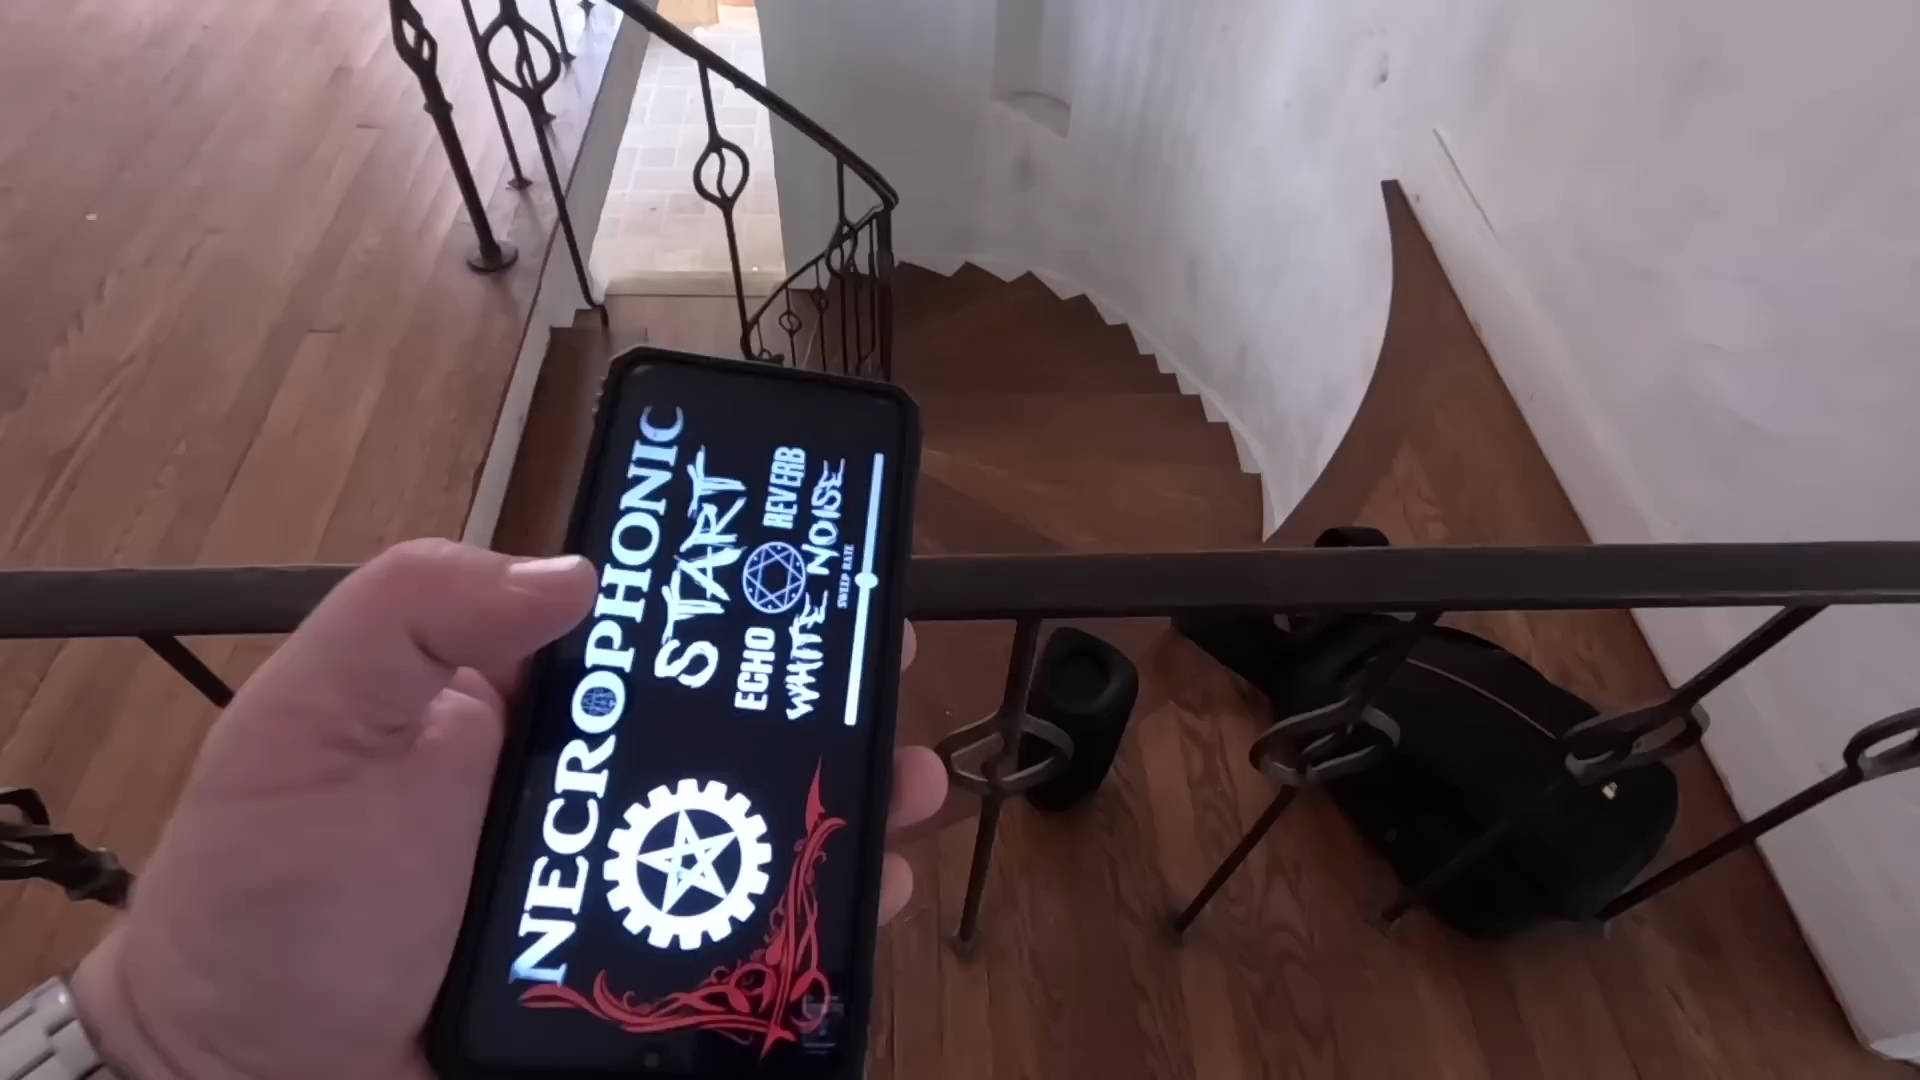 NECROPHONIC
START
ECHO REVERB
WHITE NOISE
SWEEP RATE